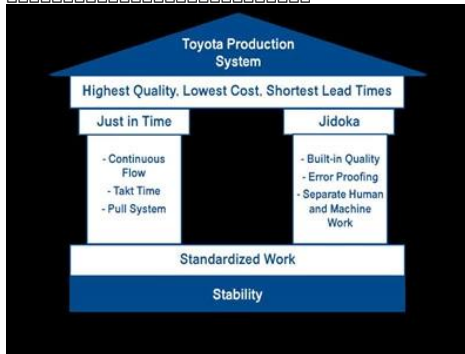 Toyota Production
System
Highest Quality, Lowest Cost, Shortest Lead Times
Just in Time
- Continuous
Flow
- Takt Time
- Pull System
Jidoka
- Built-in Quality
- Error Proofing
- Separate Human
and Machine
Work
Standardized Work
Stability